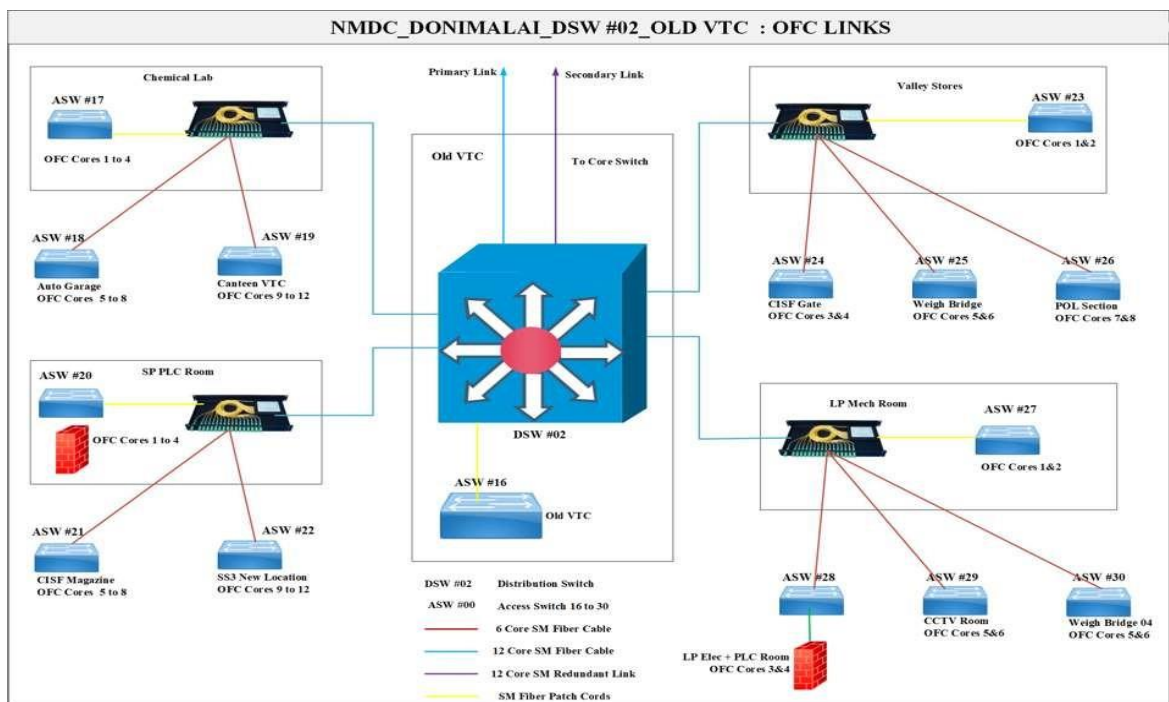 NMDC_DONIMALAI_DSW #02_OLD VTC : OFC LINKS
Chemical Lab
ASW #17
OFC Cores 1 to 4
ASW #18
Auto Garage
OFC Cores 5 to 8
ASW #19
Canteen VTC
OFC Cores 9 to 12
SP PLC Room
ASW #20
OFC Cores 1 to 4
ASW #21
CISF Magazine
OFC Cores 5 to 8
ASW #22
SS3 New Location
OFC Cores 9 to 12
Primary Link
Secondary Link
Old VTC
To Core Switch
DSW #02
ASW #16
Old VTC
DSW #02 Distribution Switch
ASW #00 Access Switch 16 to 30
6 Core SM Fiber Cable
12 Core SM Fiber Cable
12 Core SM Redundant Link
SM Fiber Patch Cords
Valley Stores
ASW #23
OFC Cores 1&2
ASW #24
CISF Gate
OFC Cores 3&4
ASW #25
Weigh Bridge
OFC Cores 5&6
ASW #26
POL Section
OFC Cores 7&8
LP Mech Room
ASW #27
OFC Cores 1&2
ASW #28
LP Elec + PLC Room
OFC Cores 3&4
ASW #29
CCTV Room
OFC Cores 5&6
ASW #30
Weigh Bridge 04
OFC Cores 5&6